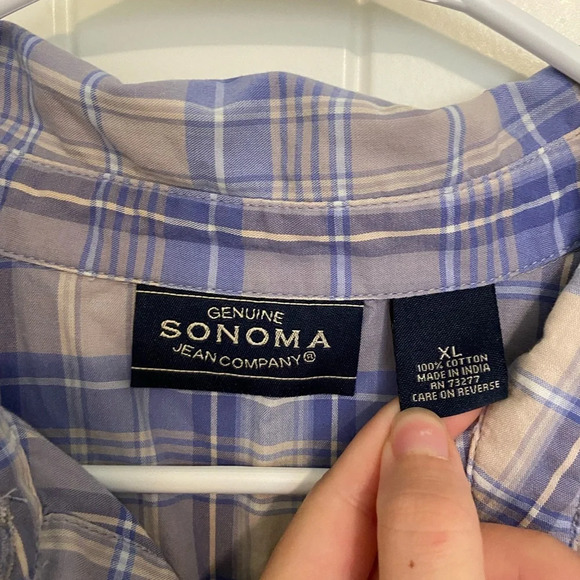 GENUINE
SONOMA
JEAN COMPANY®
XL
100% COTTON
MADE IN INDIA
RN 73277
CARE ON REVERSE